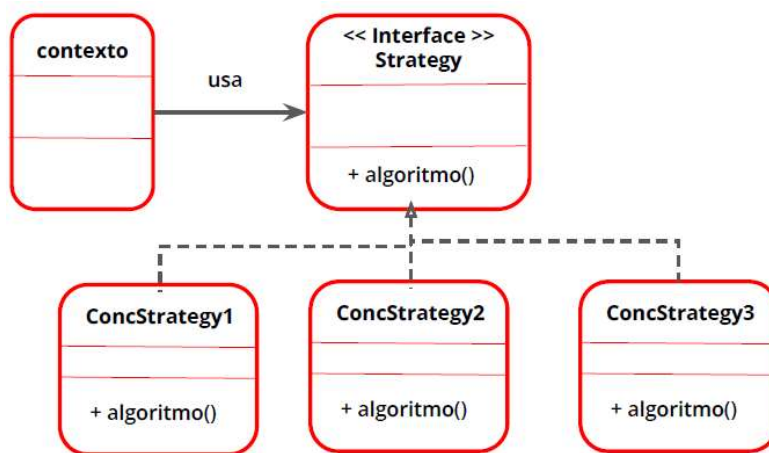 contexto
usa
<< Interface >>
Strategy
+ algoritmo()
ConcStrategy1
+ algoritmo()
ConcStrategy2
+ algoritmo()
ConcStrategy3
+ algoritmo()